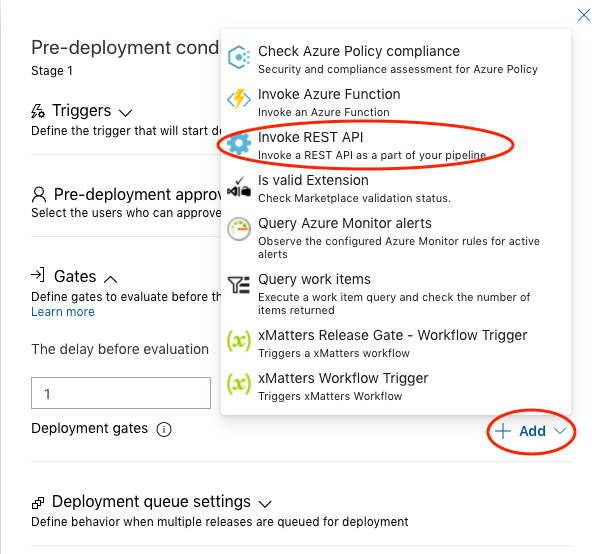 Pre-deployment cond
Stage 1
Triggers
Define the trigger that will start de
Pre-deployment approv
Select the users who can approve
Gates
Define gates to evaluate before th
Learn more
The delay before evaluation
1
Deployment gates
Check Azure Policy compliance
Security and compliance assessment for Azure Policy
Invoke Azure Function
Invoke an Azure Function
Invoke REST API
Invoke a REST API as a part of your pipeline
Is valid Extension
Check Marketplace validation status.
Query Azure Monitor alerts
Observe the configured Azure Monitor rules for active
alerts
Query work items
Execute a work item query and check the number of
items returned
xMatters Release Gate - Workflow Trigger
Triggers a xMatters workflow
xMatters Workflow Trigger
Triggers xMatters Workflow
Add
Deployment queue settings
Define behavior when multiple releases are queued for deployment